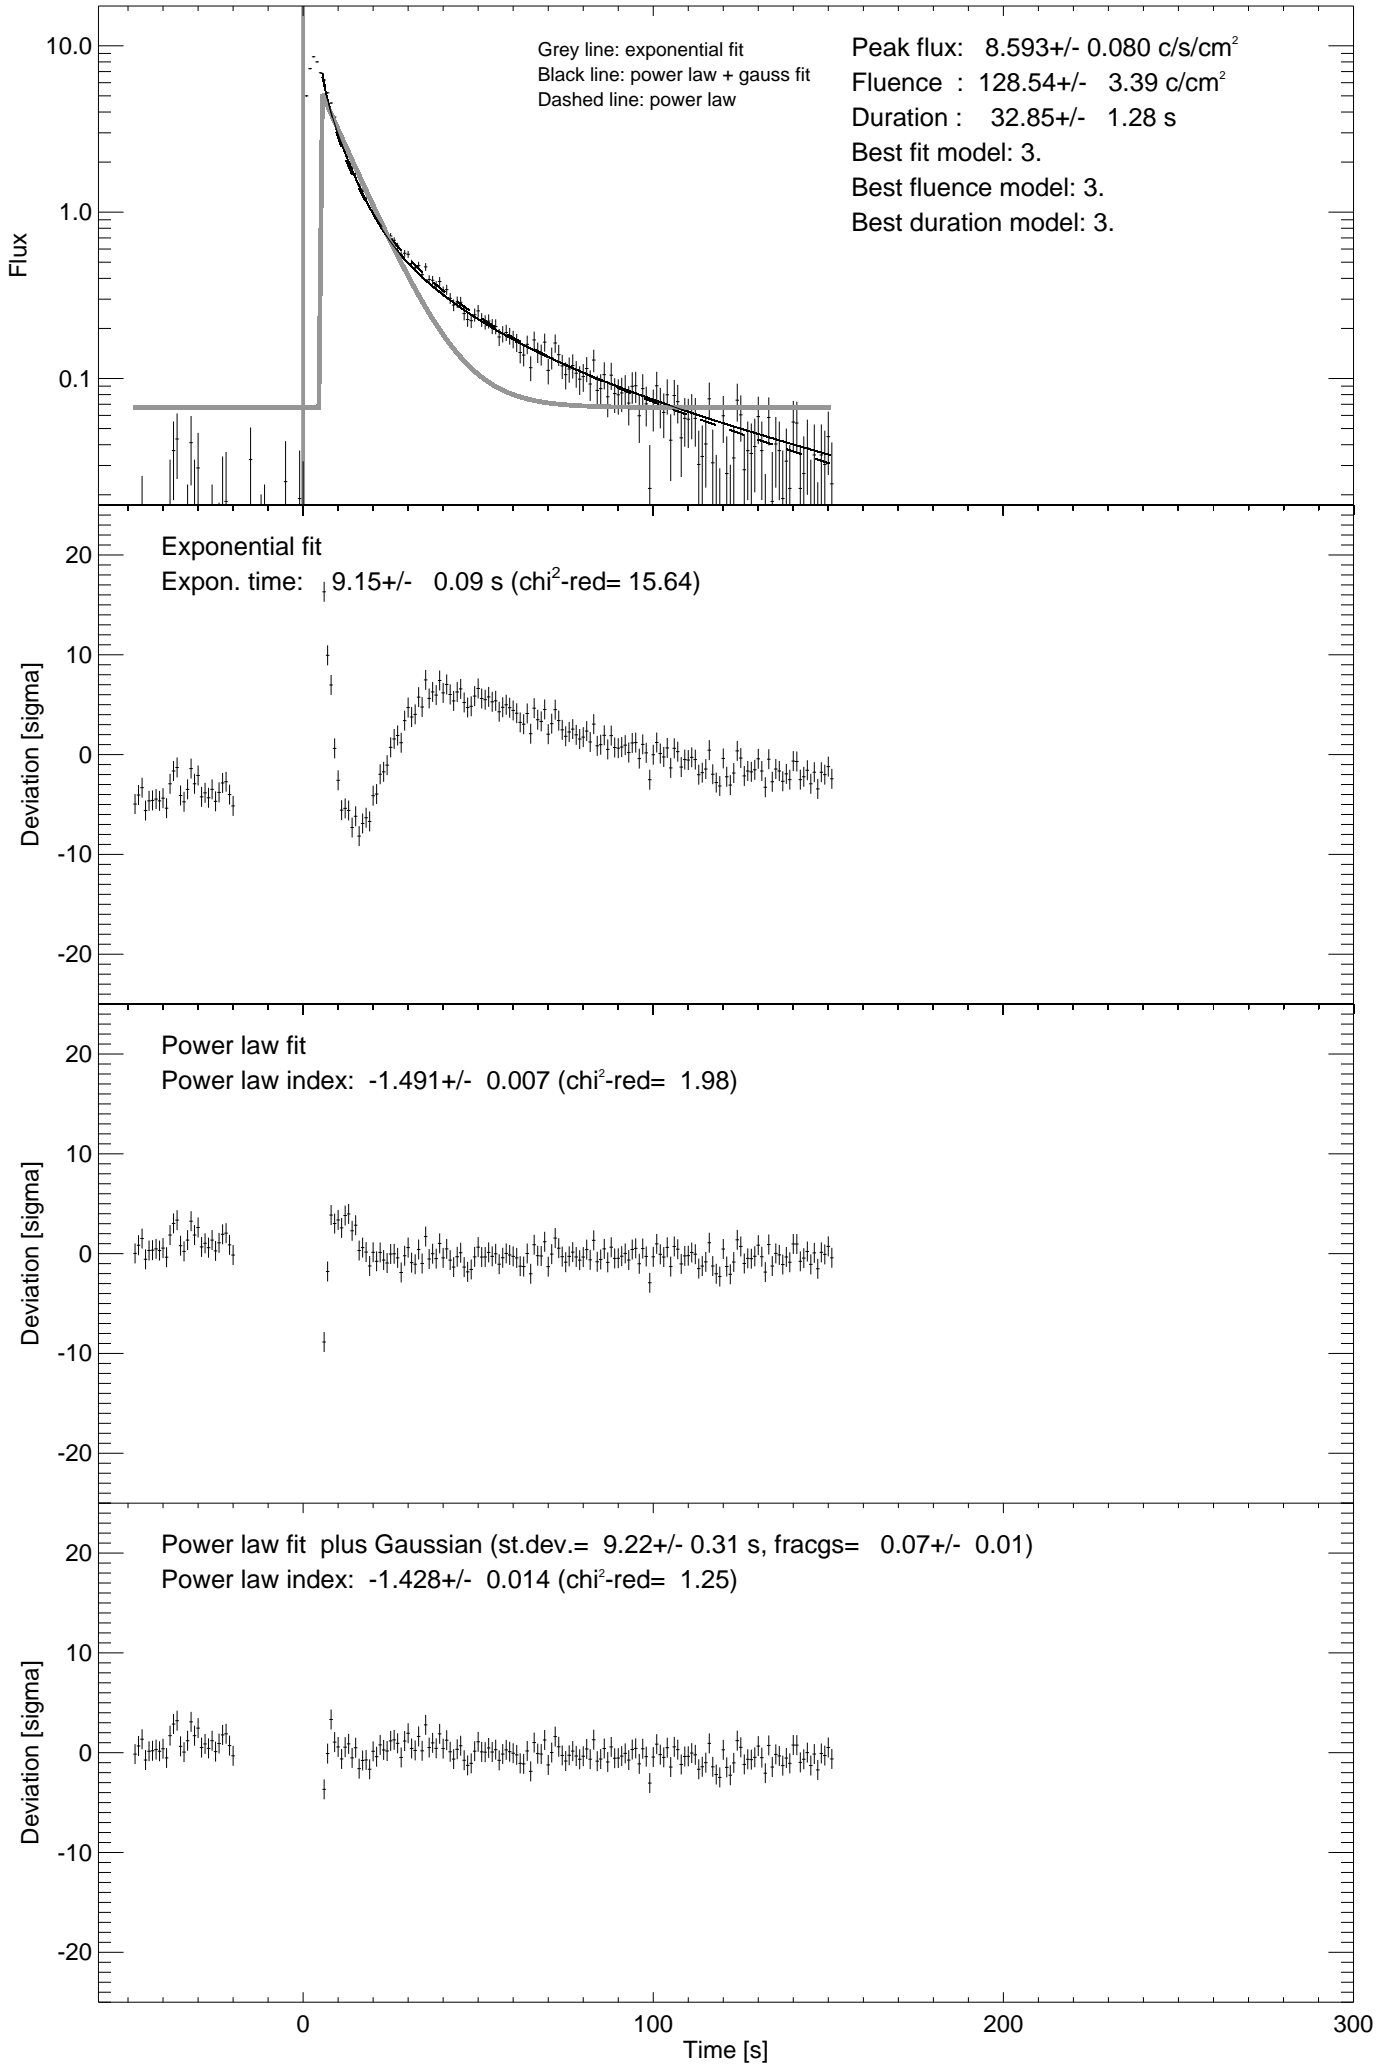 Grey line: exponential fit
Black line: power law + gauss fit
Dashed line: power law
Peak flux: 8.593+/- 0.080 c/s/cm²
Fluence : 128.54+/- 3.39 c/cm²
Duration : 32.85+/- 1.28 s
Best fit model: 3.
Best fluence model: 3.
Best duration model: 3.
10.0
1.0
0.1
Flux
Exponential fit
Expon. time: 9.15+/- 0.09 s (chi²-red= 15.64)
20
10
0
-10
-20
Deviation [sigma]
Power law fit
Power law index: -1.491+/- 0.007 (chi²-red= 1.98)
20
10
0
-10
-20
Deviation [sigma]
Power law fit plus Gaussian (st.dev.= 9.22+/- 0.31 s, fracgs= 0.07+/- 0.01)
Power law index: -1.428+/- 0.014 (chi²-red= 1.25)
20
10
0
-10
-20
Deviation [sigma]
0 100 200 300
Time [s]